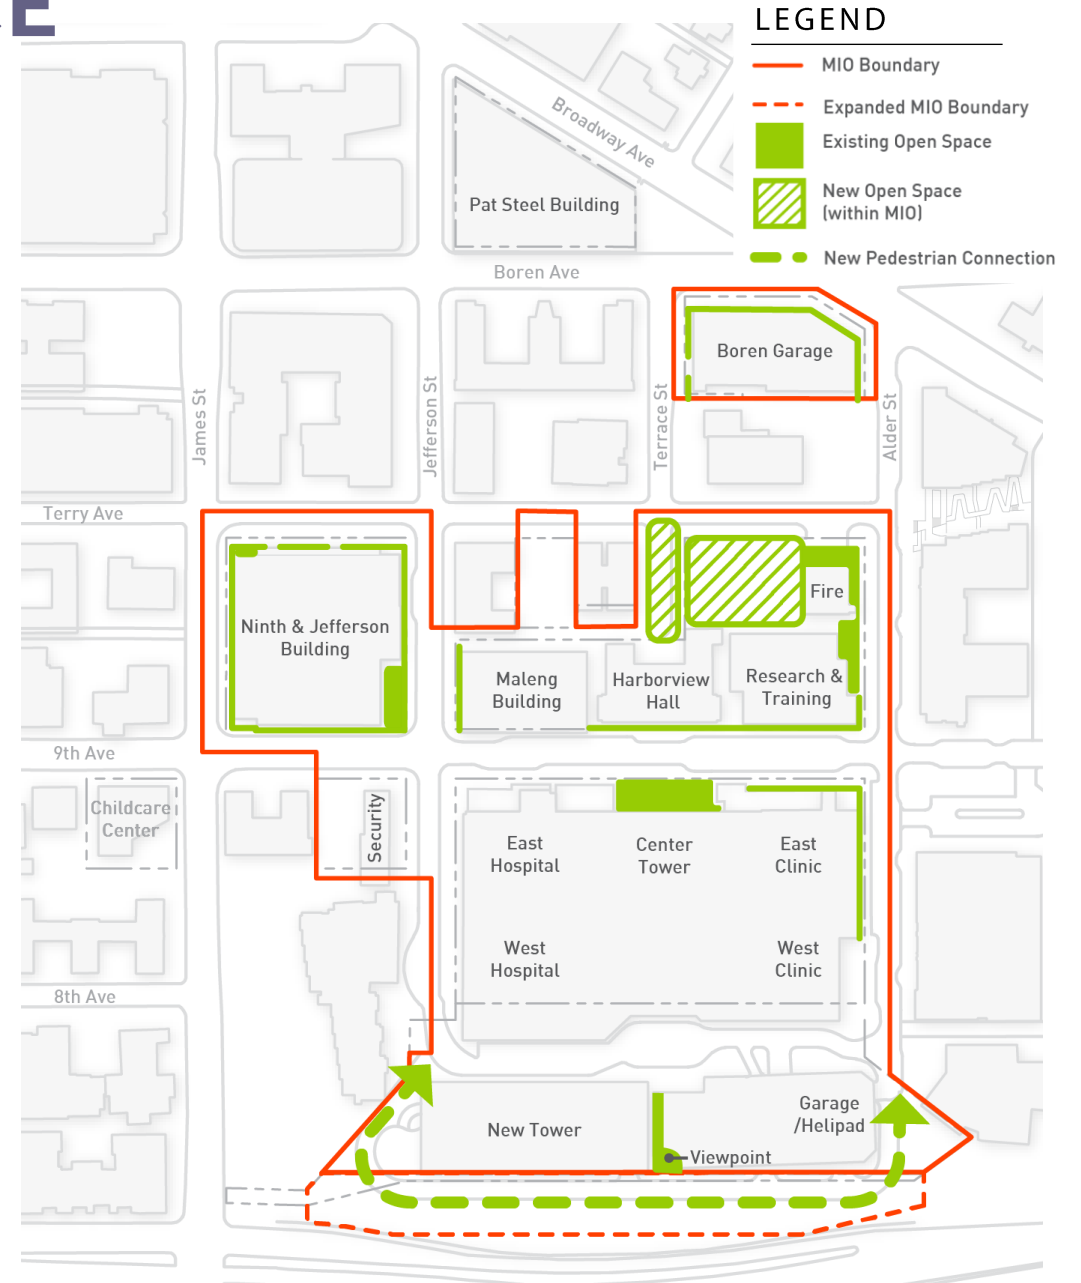 E
LEGEND
MIO Boundary
Expanded MIO Boundary
Existing Open Space
New Open Space
(within MIO)
New Pedestrian Connection
Broadway Ave
Pat Steel Building
Boren Ave
Boren Garage
James St
Jefferson St
Terrace St
Alder St
Terry Ave
Fire
Ninth & Jefferson
Building
Maleng
Building
Harborview
Hall
Research &
Training
9th Ave
Childcare
Center
Security
East
Hospital
Center
Tower
East
Clinic
West
Hospital
West
Clinic
8th Ave
New Tower
Garage
/Helipad
Viewpoint